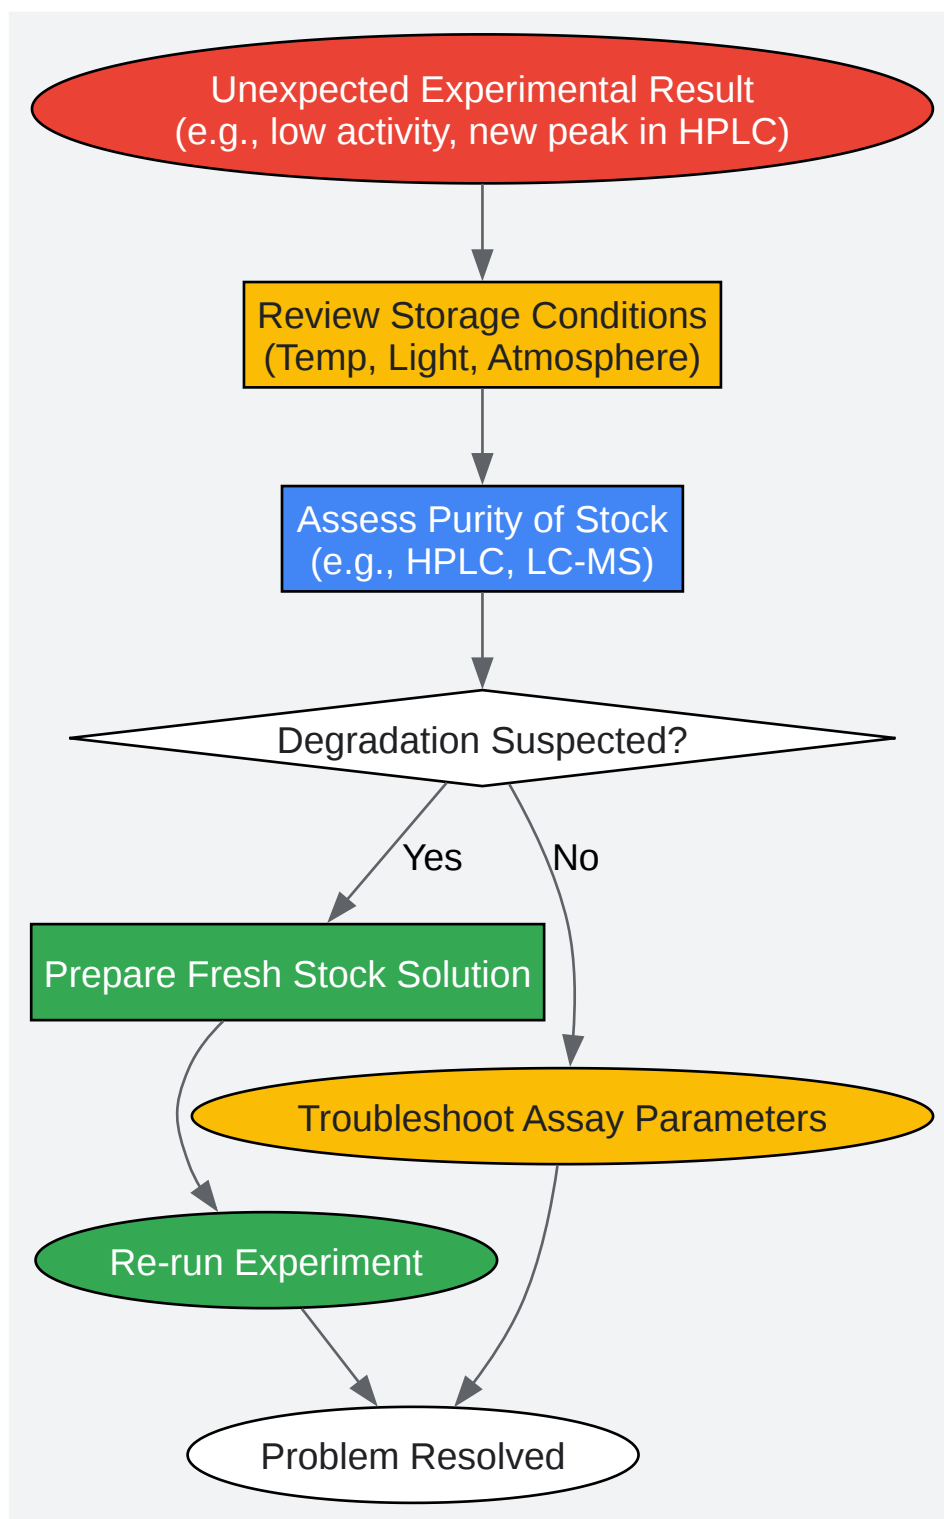 Unexpected Experimental Result
(e.g., low activity, new peak in HPLC)
Review Storage Conditions
(Temp, Light, Atmosphere)
Assess Purity of Stock
(e.g., HPLC, LC-MS)
Degradation Suspected?
Yes
No
Prepare Fresh Stock Solution
Troubleshoot Assay Parameters
Re-run Experiment
Problem Resolved